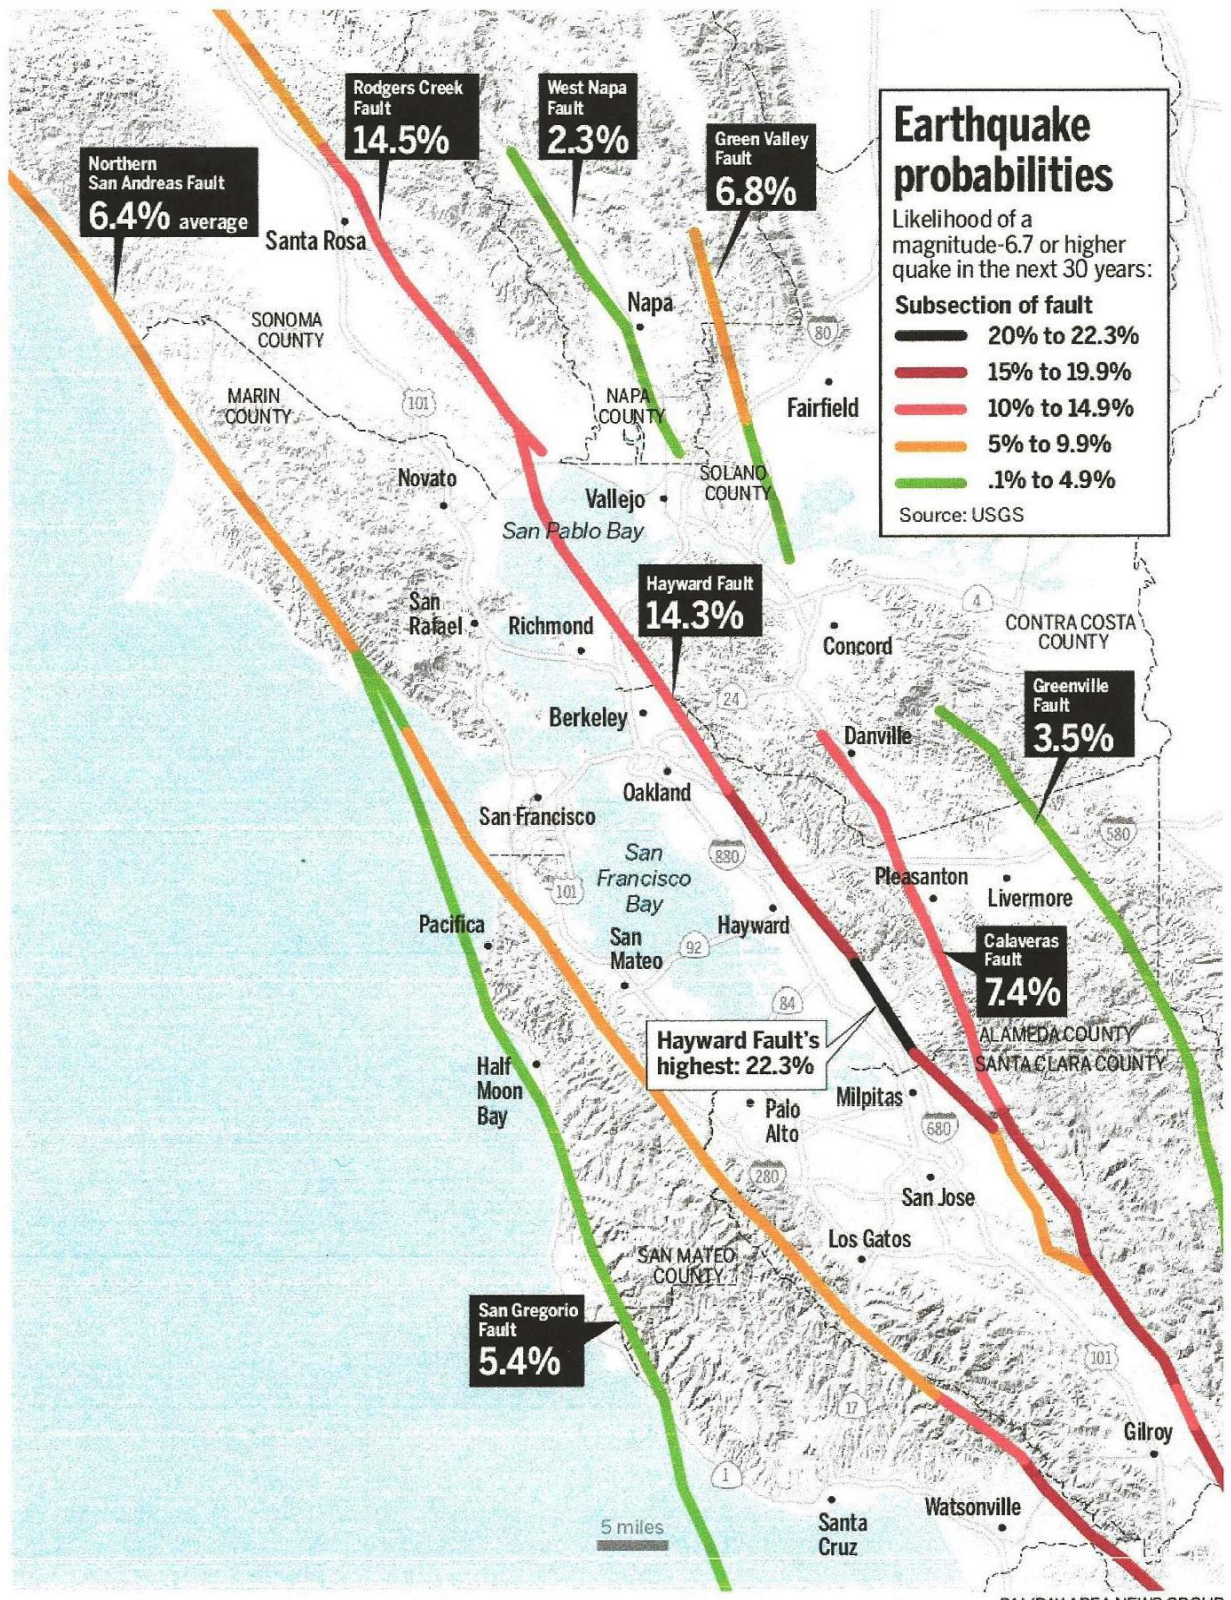 Earthquake
probabilities
Likelihood of a
magnitude-6.7 or higher
quake in the next 30 years:
Subsection of fault
20% to 22.3%
15% to 19.9%
10% to 14.9%
5% to 9.9%
.1% to 4.9%
Source: USGS
Rodgers Creek
Fault
14.5%
West Napa
Fault
2.3%
Green Valley
Fault
6.8%
Northern
San Andreas Fault
6.4% average
Santa Rosa
Napa
SONOMA
COUNTY
80
MARIN
COUNTY
101
NAPA
COUNTY
Fairfield
Novato
SOLANO
COUNTY
Vallejo
San Pablo Bay
Hayward Fault
14.3%
San
Rafael
Richmond
4
CONTRA COSTA
COUNTY
Concord
Greenville
Fault
3.5%
24
Berkeley
Danville
Oakland
San Francisco
580
San
Francisco
Bay
880
101
Pleasanton
Livermore
Pacifica
Hayward
San
Mateo
92
Calaveras
Fault
7.4%
84
Hayward Fault's
highest: 22.3%
ALAMEDA COUNTY
SANTA CLARA COUNTY
Half
Moon
Bay
Palo
Alto
Milpitas
680
280
San Jose
Los Gatos
SAN MATEO
COUNTY
San Gregorio
Fault
5.4%
101
17
Gilroy
1
5 miles
Santa
Cruz
Watsonville